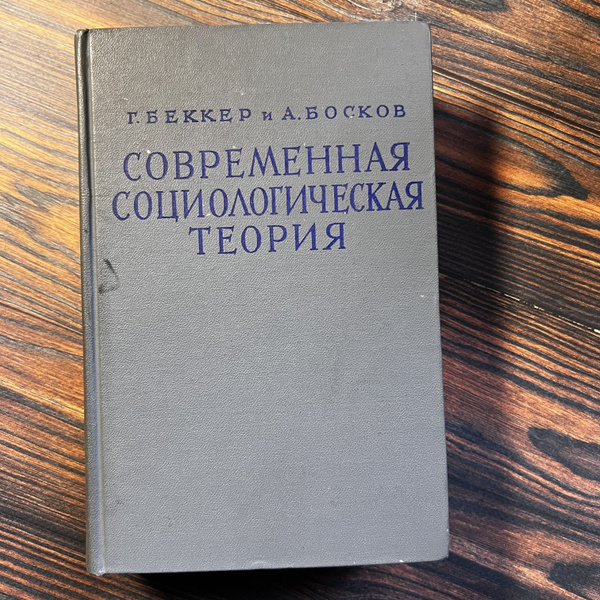 Г. БЕККЕР и А. БОСКОВ
СОВРЕМЕННАЯ
СОЦИОЛОГИЧЕСКАЯ
ТЕОРИЯ